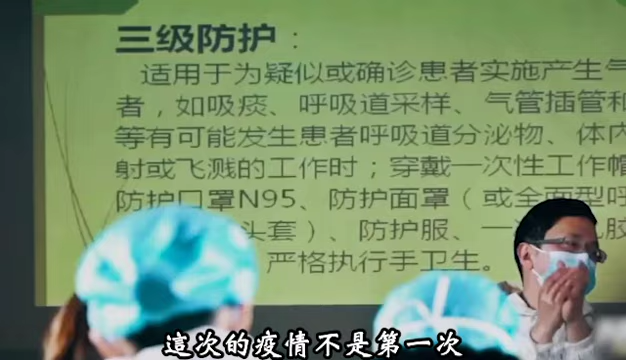 三级防护：
适用于为疑似或确诊患者实施产生气
者，如吸痰、呼吸道采样、气管插管和
等有可能发生患者呼吸道分泌物、体内
射或飞溅的工作时；穿戴一次性工作帽
防护口罩N95、防护面罩（或全面型呼
头套）、防护服、一
胶
严格执行手卫生。
這次的疫情不是第一次